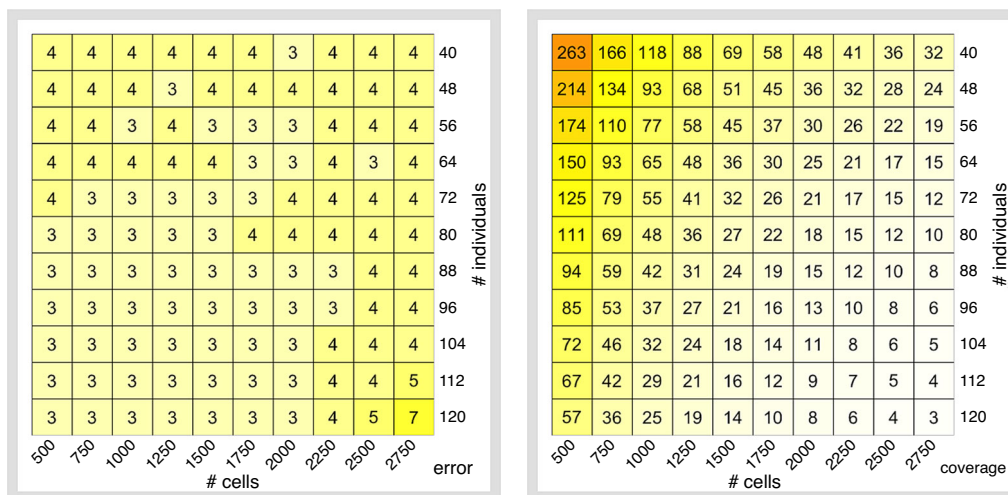 4 4 4 4 4 4 3 4 4 4 40
4 4 4 3 4 4 4 4 4 4 48
4 4 3 4 3 3 3 4 4 4 56
4 4 4 4 4 3 3 4 3 4 64
4 3 3 3 3 3 4 4 4 4 72
3 3 3 3 3 4 4 4 4 4 80
3 3 3 3 3 3 3 3 4 4 88
3 3 3 3 3 3 3 3 4 4 96
3 3 3 3 3 3 3 4 4 4 104
3 3 3 3 3 3 3 4 4 5 112
3 3 3 3 3 3 3 4 5 7 120
# individuals
500 750 1000 1250 1500 1750 2000 2250 2500 2750
# cells
error
263 166 118 88 69 58 48 41 36 32 40
214 134 93 68 51 45 36 32 28 24 48
174 110 77 58 45 37 30 26 22 19 56
150 93 65 48 36 30 25 21 17 15 64
125 79 55 41 32 26 21 17 15 12 72
111 69 48 36 27 22 18 15 12 10 80
94 59 42 31 24 19 15 12 10 8 88
85 53 37 27 21 16 13 10 8 6 96
72 46 32 24 18 14 11 8 6 5 104
67 42 29 21 16 12 9 7 5 4 112
57 36 25 19 14 10 8 6 4 3 120
# individuals
500 750 1000 1250 1500 1750 2000 2250 2500 2750
# cells
coverage